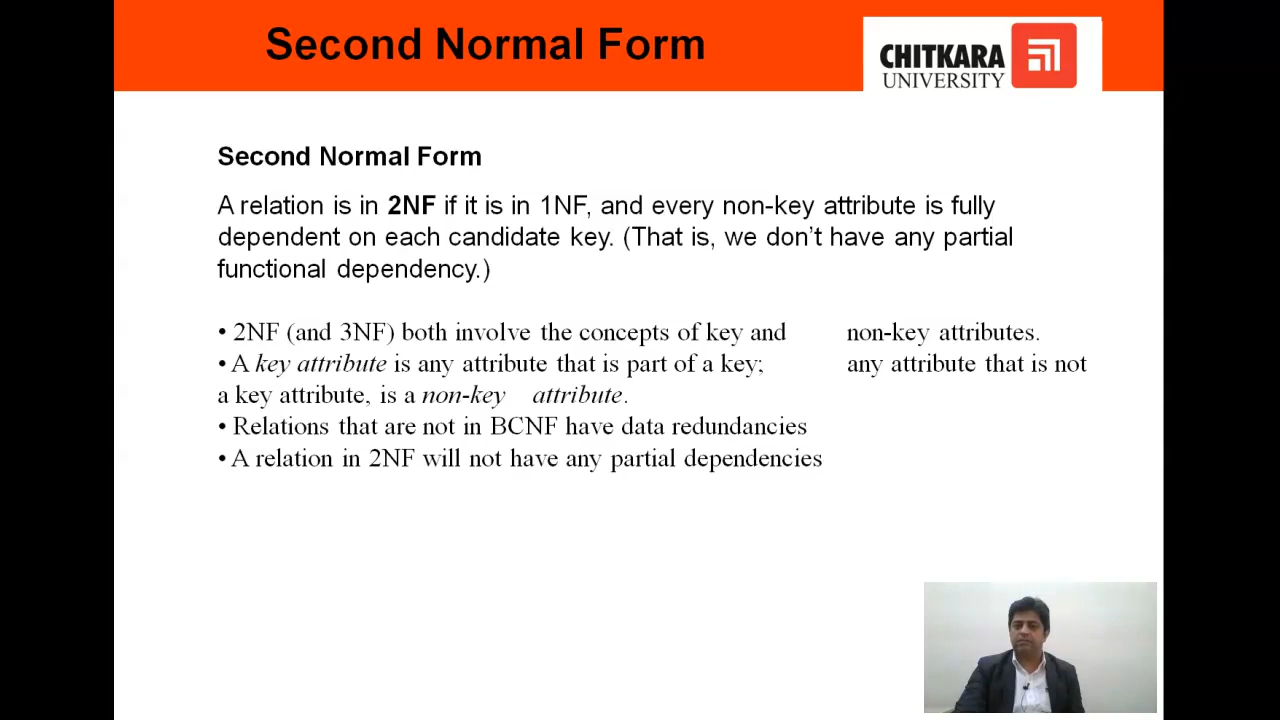 Second Normal Form
CHITKARA
UNIVERSITY
Second Normal Form
A relation is in 2NF if it is in 1NF, and every non-key attribute is fully
dependent on each candidate key. (That is, we don’t have any partial
functional dependency.)
• 2NF (and 3NF) both involve the concepts of key and non-key attributes.
• A key attribute is any attribute that is part of a key; any attribute that is not
a key attribute, is a non-key attribute.
• Relations that are not in BCNF have data redundancies
• A relation in 2NF will not have any partial dependencies